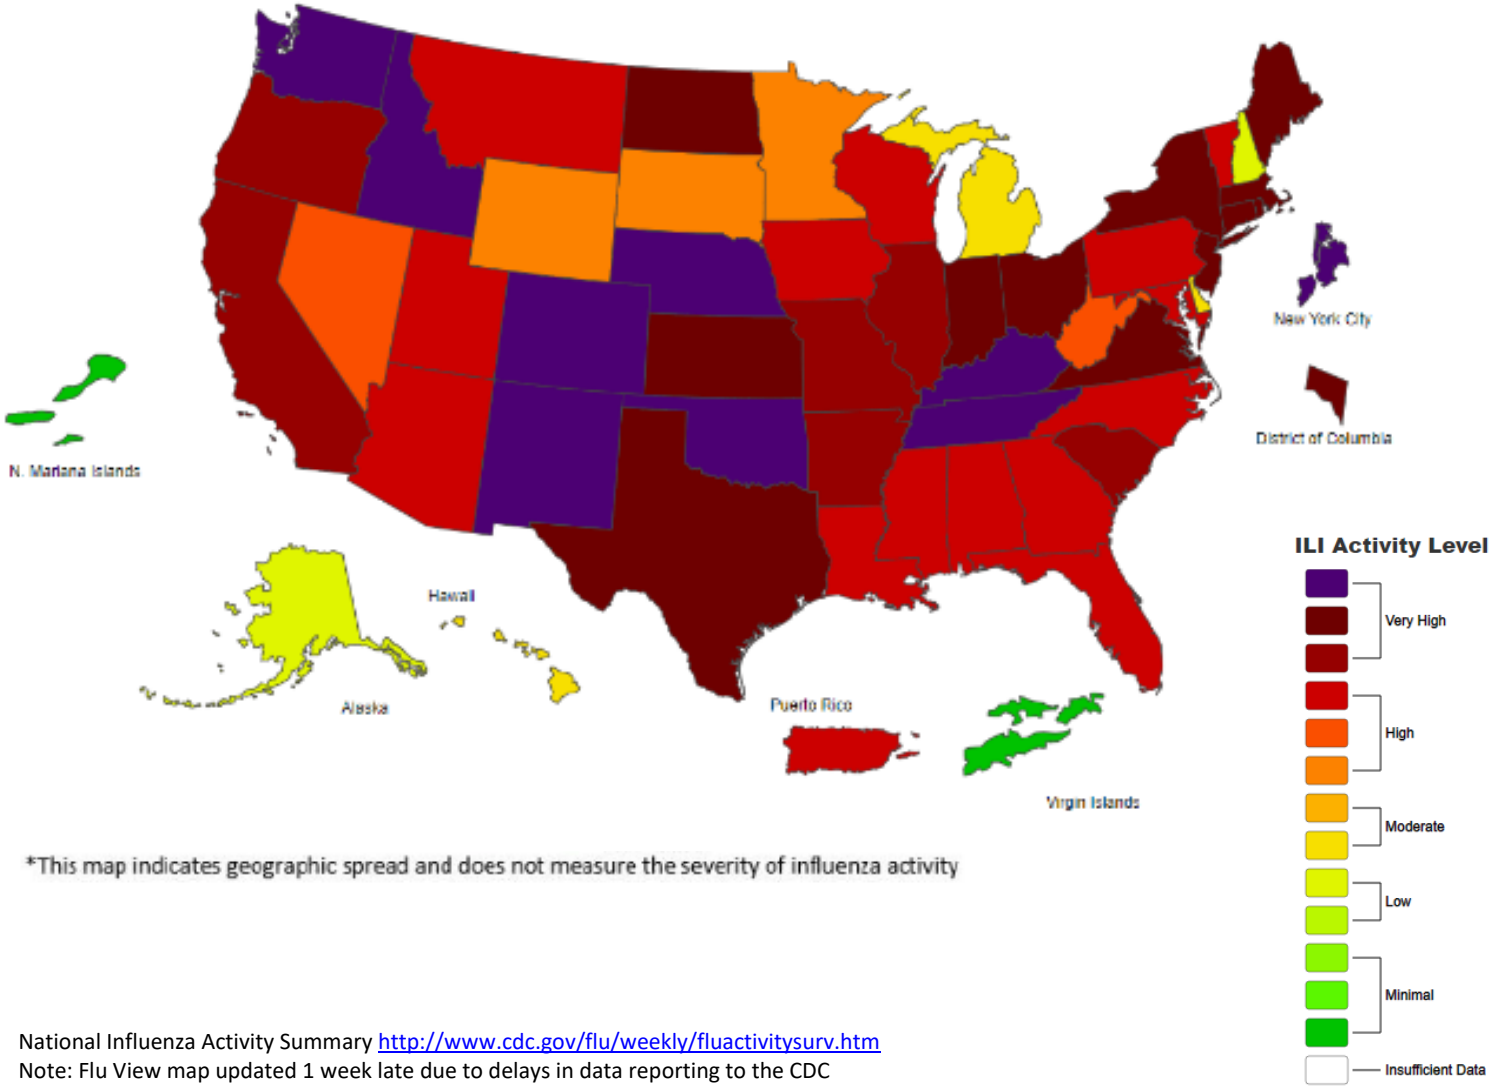 New York City
N. Mariana Islands
District of Columbia
ILI Activity Level
Very High
High
Moderate
Low
Minimal
Insufficient Data
Hawaii
Alaska
Puerto Rico
Virgin Islands
*This map indicates geographic spread and does not measure the severity of influenza activity
National Influenza Activity Summary http://www.cdc.gov/flu/weekly/fluactivitysurv.htm
Note: Flu View map updated 1 week late due to delays in data reporting to the CDC